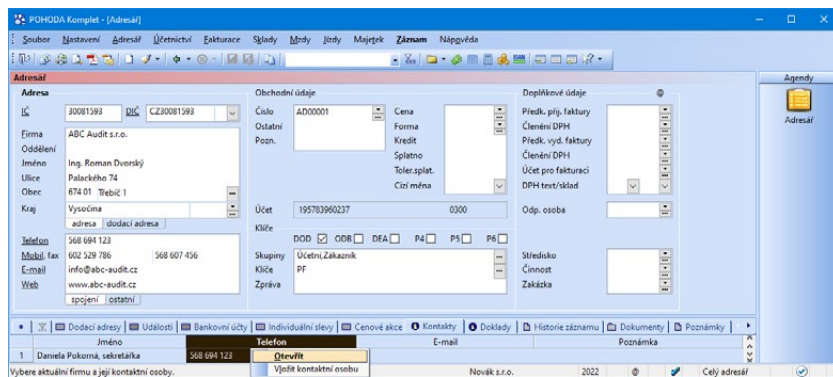 POHODA Komplet - [Adresář]
Soubor Nastavení Adresář Účetnictví Fakturace Sklady Mzdy Jízdy Majetek Záznam Nápověda
Adresář
Agendy
Adresář
Adresa
IČ 30081593 DIČ CZ30081593
Firma ABC Audit s.r.o.
Oddělení
Jméno Ing. Roman Dvorský
Ulice Palackého 74
Obec 674 01 Třebíč 1
Kraj Vysočina
adresa dodací adresa
Telefon 568 694 123
Mobil, fax 602 529 786 568 607 456
E-mail info@abc-audit.cz
Web www.abc-audit.cz
spojení ostatní
Obchodní údaje
Číslo AD00001 Cena
Ostatní Forma
Pozn. Kredit
Splatno
Toler.splat.
Cizí měna
Účet 195783960237 0300
Klíče
DOD ODB DEA P4 P5 P6
Skupiny Účetní,Zákazník
Klíče PF
Zpráva
Doplňkové údaje @
Předk. přij. faktury
Členění DPH
Předk. vyd. faktury
Členění DPH
Účet pro fakturaci
DPH text/sklad
Odp. osoba
Středisko
Činnost
Zakázka
Dodací adresy Události Bankovní účty Individuální slevy Cenové akce Kontakty Doklady Historie záznamu Dokumenty Poznámky
Jméno Telefon E-mail Poznámka
1 Daniela Pokorná, sekretářka 568 694 123
Otevřít
Vložit kontaktní osobu
Vybere aktuální firmu a její kontaktní osoby. Novák s.r.o. 2022 @ Celý adresář